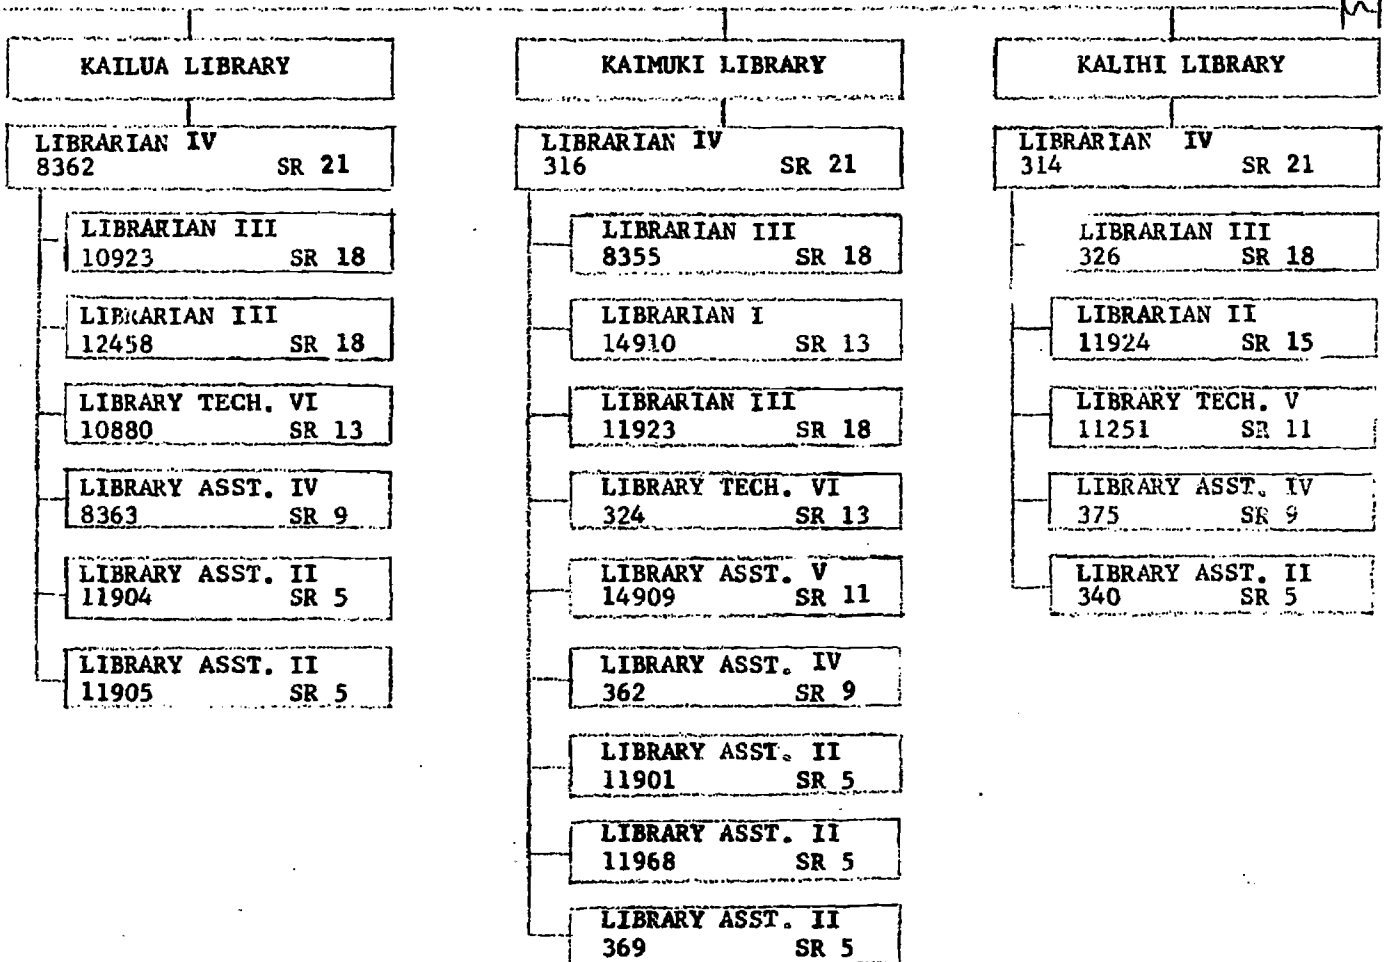 KAILUA LIBRARY
LIBRARIAN IV
8362 SR 21
LIBRARIAN III
10923 SR 18
LIBRARIAN III
12458 SR 18
LIBRARY TECH. VI
10880 SR 13
LIBRARY ASST. IV
8363 SR 9
LIBRARY ASST. II
11904 SR 5
LIBRARY ASST. II
11905 SR 5
KAIMUKI LIBRARY
LIBRARIAN IV
316 SR 21
LIBRARIAN III
8355 SR 18
LIBRARIAN I
14910 SR 13
LIBRARIAN III
11923 SR 18
LIBRARY TECH. VI
324 SR 13
LIBRARY ASST. V
14909 SR 11
LIBRARY ASST. IV
362 SR 9
LIBRARY ASST. II
11901 SR 5
LIBRARY ASST. II
11968 SR 5
LIBRARY ASST. II
369 SR 5
KALIHI LIBRARY
LIBRARIAN IV
314 SR 21
LIBRARIAN III
326 SR 18
LIBRARIAN II
11924 SR 15
LIBRARY TECH. V
11251 SR 11
LIBRARY ASST. IV
375 SR 9
LIBRARY ASST. II
340 SR 5